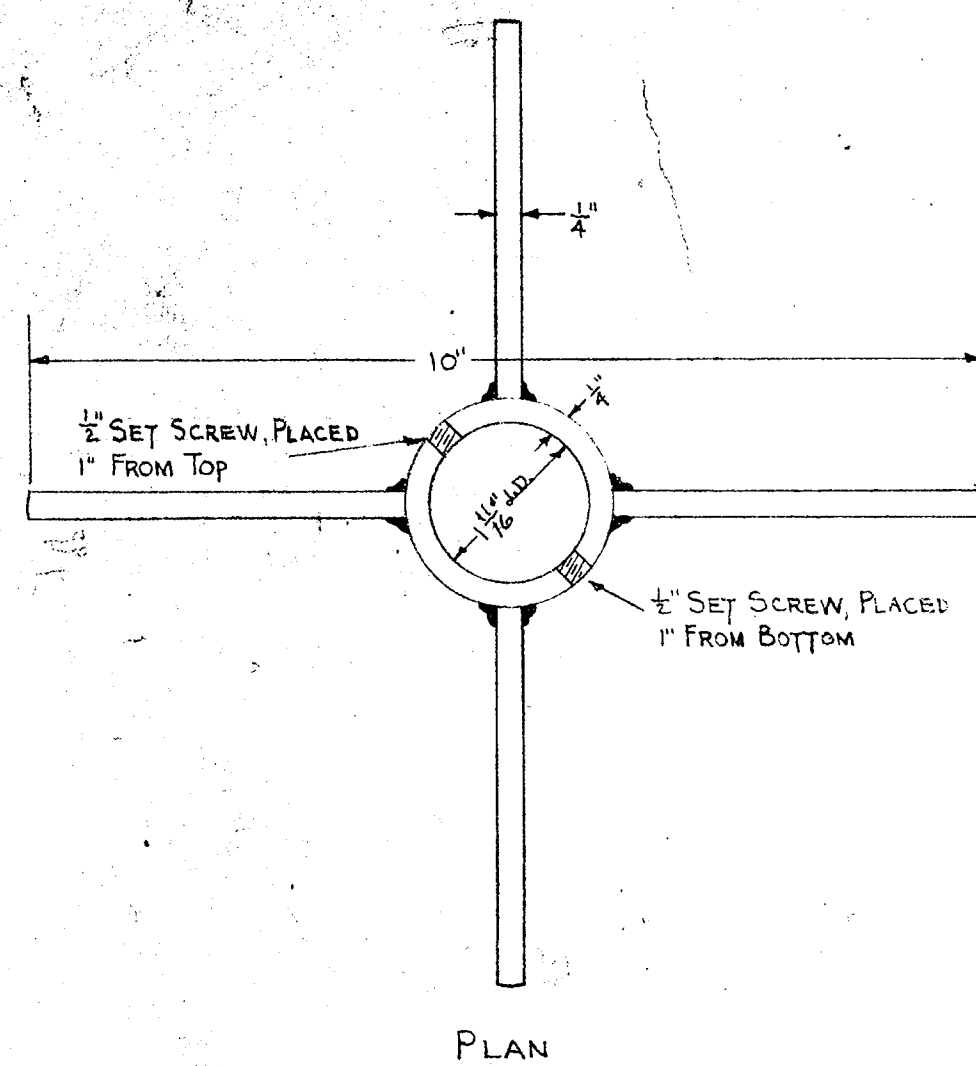 1/4"
10"
1/4"
1/2" SET SCREW, PLACED
1" FROM TOP
1 11/16" I.D.
1/2" SET SCREW, PLACED
1" FROM BOTTOM
PLAN